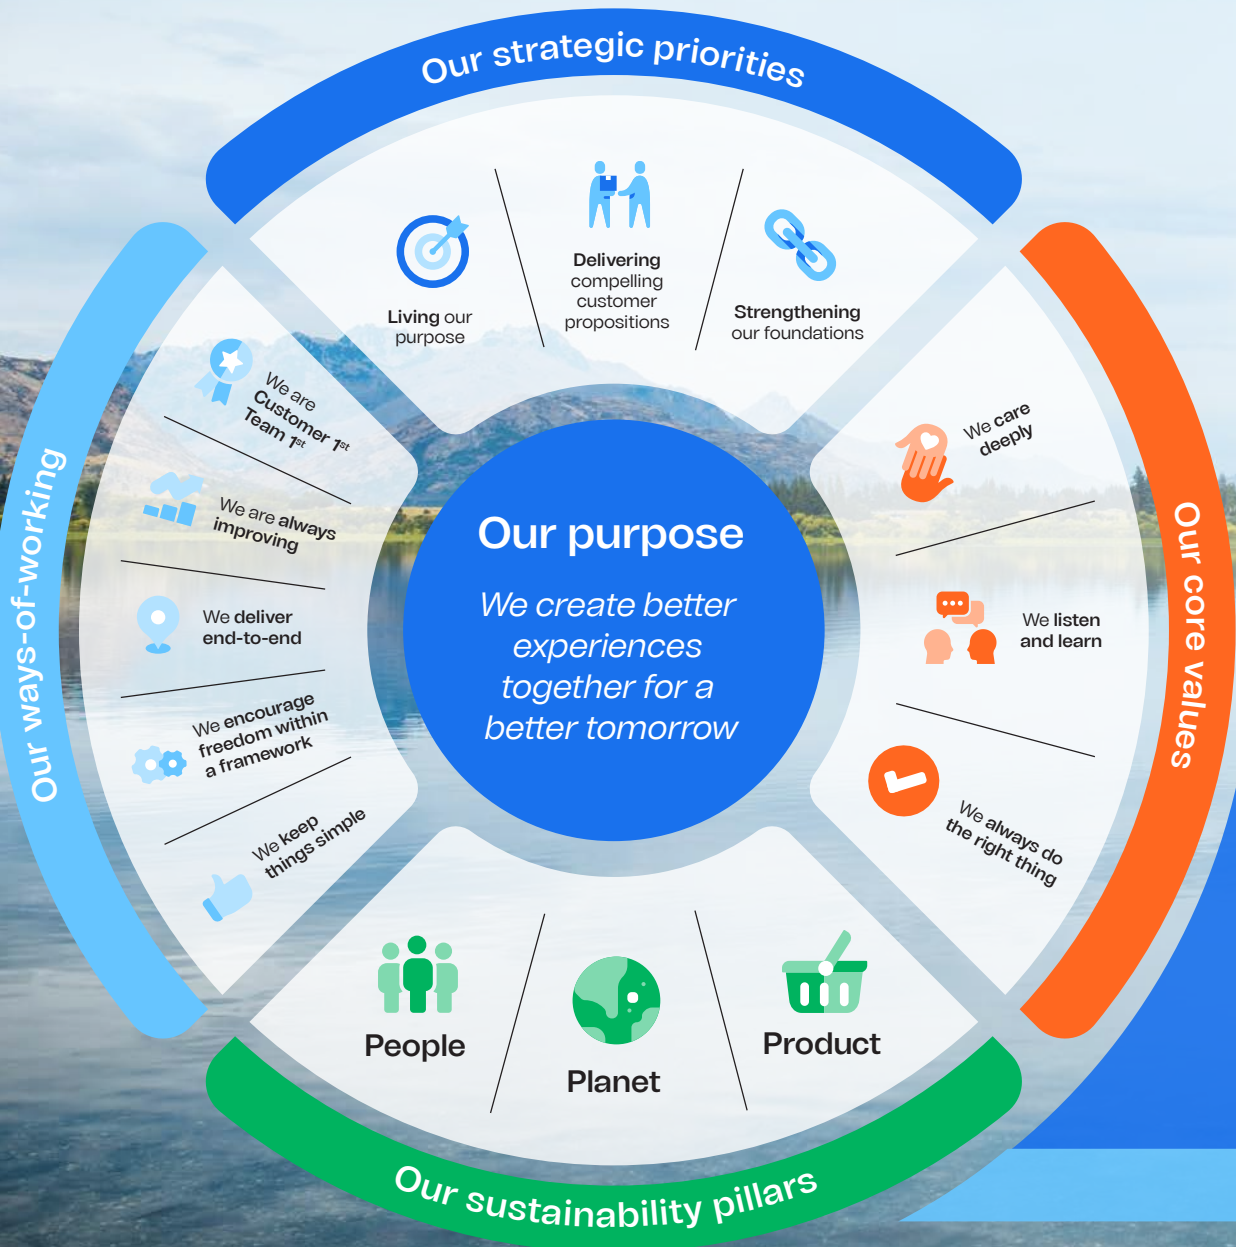 Our strategic priorities
Living our
purpose
Delivering
compelling
customer
propositions
Strengthening
our foundations
Our core values
We care
deeply
We listen
and learn
We always do
the right thing
Our sustainability pillars
People
Planet
Product
Our ways-of-working
We are
Customer 1st
Team 1st
We are always
improving
We deliver
end-to-end
We encourage
freedom within
a framework
We keep
things simple
Our purpose
We create better
experiences
together for a
better tomorrow